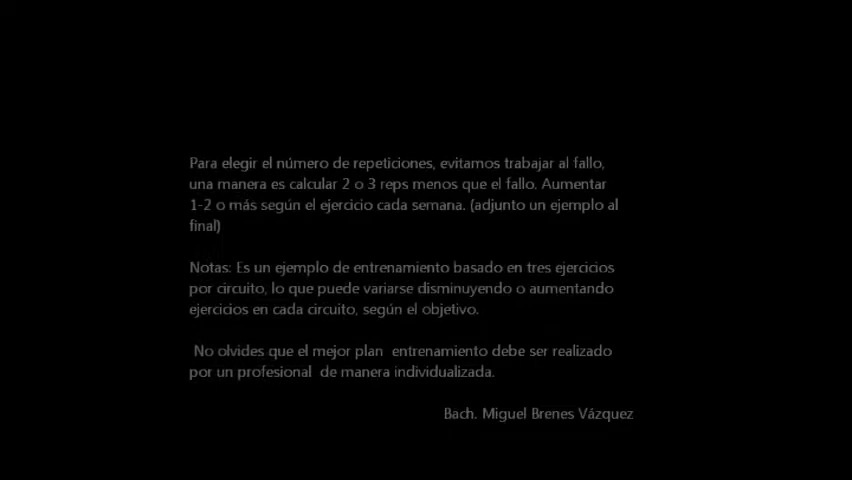 Para elegir el número de repeticiones, evitamos trabajar al fallo,
una manera es calcular 2 o 3 reps menos que el fallo. Aumentar
1-2 o más según el ejercicio cada semana. (adjunto un ejemplo al
final)
Notas: Es un ejemplo de entrenamiento basado en tres ejercicios
por circuito, lo que puede variarse disminuyendo o aumentando
ejercicios en cada circuito, según el objetivo.
No olvides que el mejor plan entrenamiento debe ser realizado
por un profesional de manera individualizada.
Bach. Miguel Brenes Vázquez